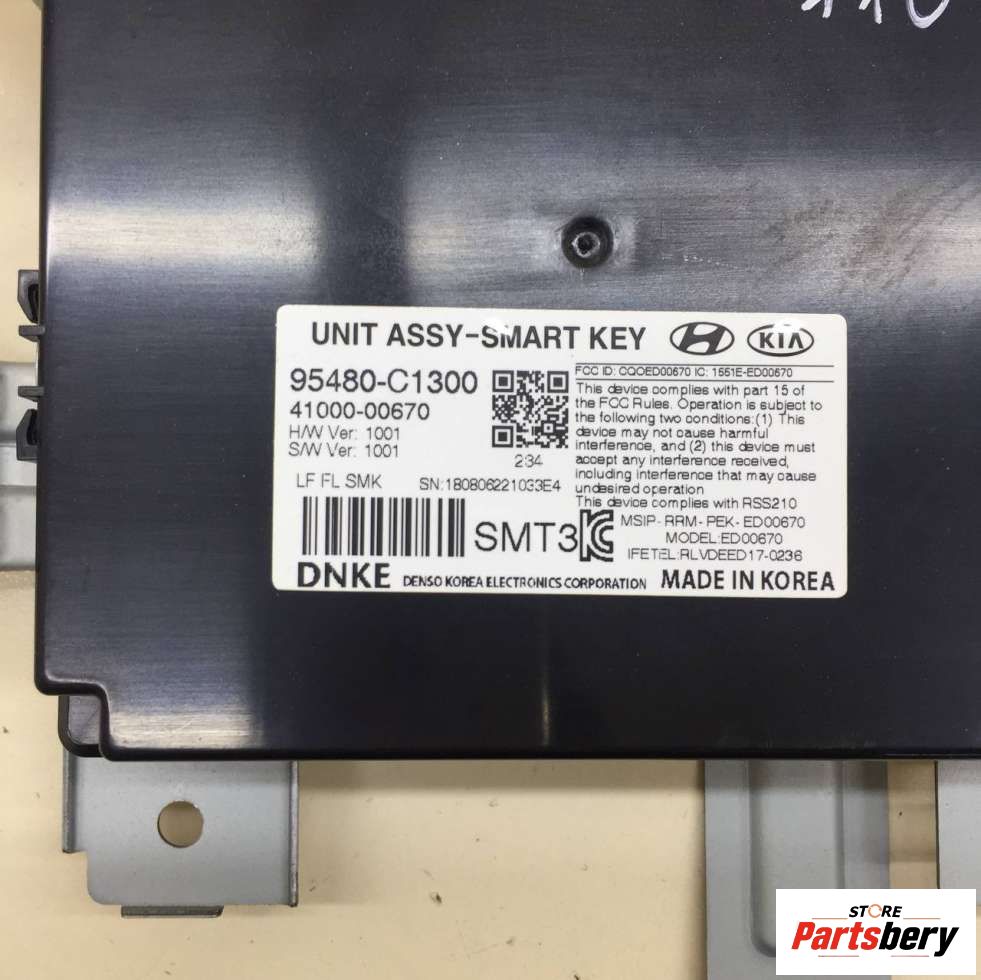 UNIT ASSY-SMART KEY KIA
95480-C1300
41000-00670
H/W Ver: 1001
S/W Ver: 1001
234
LF FL SMK SN:180806221033E4
SMT3
DNKE DENSO KOREA ELECTRONICS CORPORATION MADE IN KOREA
FCC ID: CQOED00670 IC: 1551E-ED00670
This device complies with part 15 of
the FCC Rules. Operation is subject to
the following two conditions:(1) This
device may not cause harmful
interference, and (2) this device must
accept any interference received,
including interference that may cause
undesired operation
This device complies with RSS210
MSIP-RRM-PEK-ED00670
MODEL:ED00670
IFETEL:RLVDEED17-0236
STORE
Partsbery